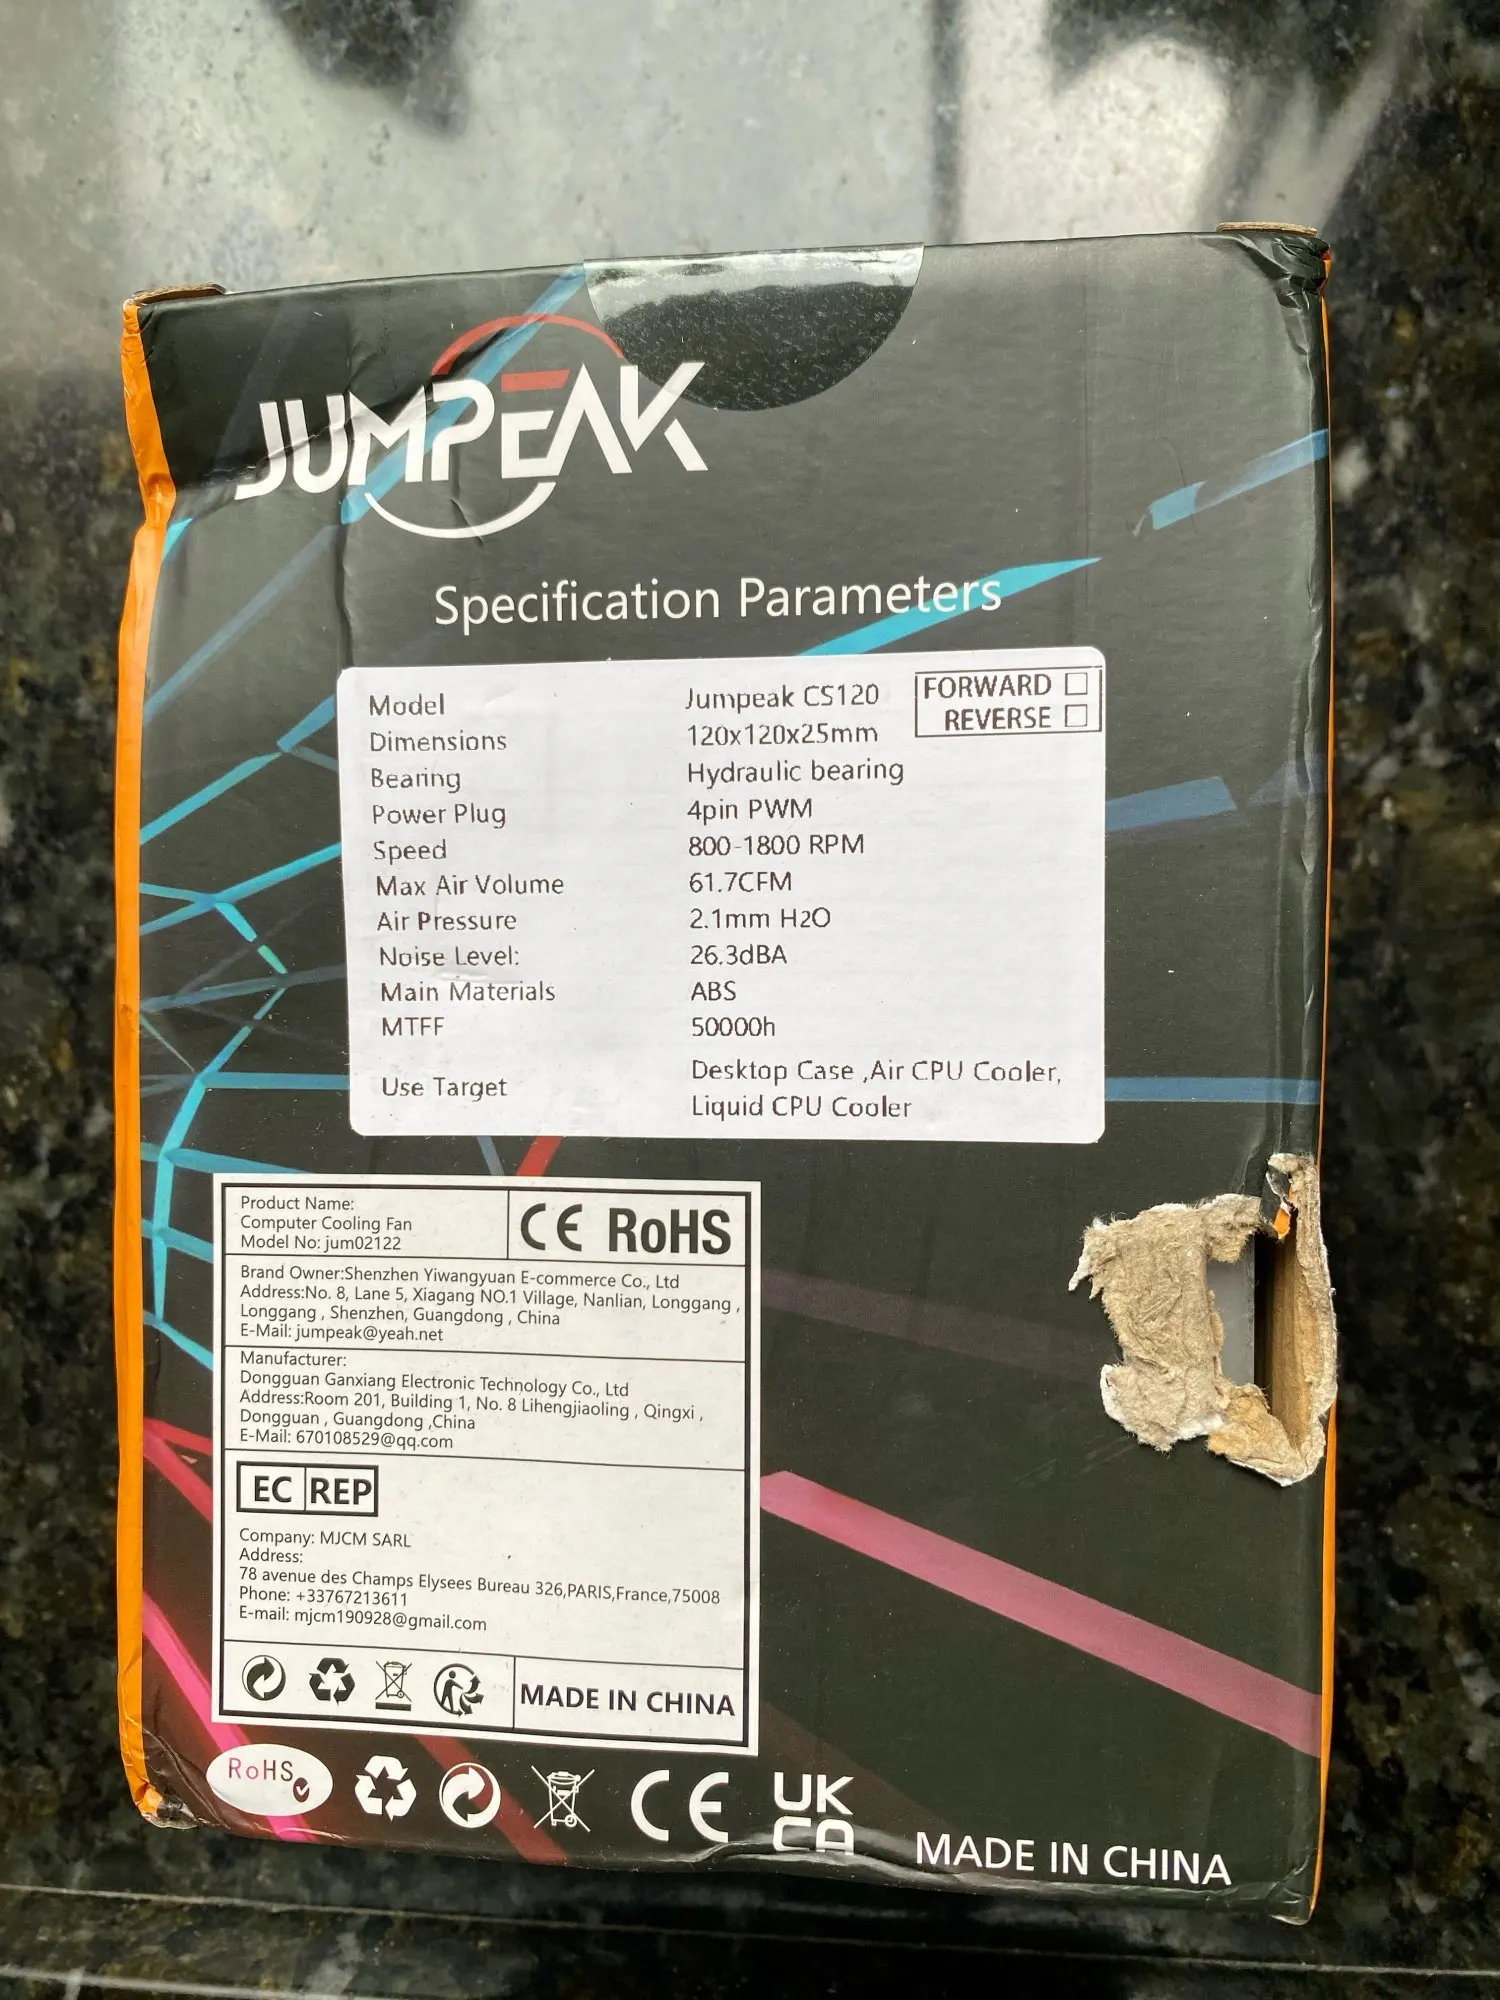 JUMPEAK
Specification Parameters
FORWARD
REVERSE
Model Jumpeak CS120
Dimensions 120x120x25mm
Bearing Hydraulic bearing
Power Plug 4pin PWM
Speed 800-1800 RPM
Max Air Volume 61.7CFM
Air Pressure 2.1mm H2O
Noise Level: 26.3dBA
Main Materials ABS
MTFF 50000h
Use Target Desktop Case ,Air CPU Cooler,
Liquid CPU Cooler
Product Name:
Computer Cooling Fan
Model No: jum02122
CE RoHS
Brand Owner:Shenzhen Yiwangyuan E-commerce Co., Ltd
Address:No. 8, Lane 5, Xiagang NO.1 Village, Nanlian, Longgang ,
Longgang , Shenzhen, Guangdong , China
E-Mail: jumpeak@yeah.net
Manufacturer:
Dongguan Ganxiang Electronic Technology Co., Ltd
Address:Room 201, Building 1, No. 8 Lihengjiaoling , Qingxi ,
Dongguan , Guangdong ,China
E-Mail: 670108529@qq.com
EC REP
Company: MJCM SARL
Address:
78 avenue des Champs Elysees Bureau 326,PARIS,France,75008
Phone: +33767213611
E-mail: mjcm190928@gmail.com
MADE IN CHINA
RoHS
CE
UK
CA
MADE IN CHINA